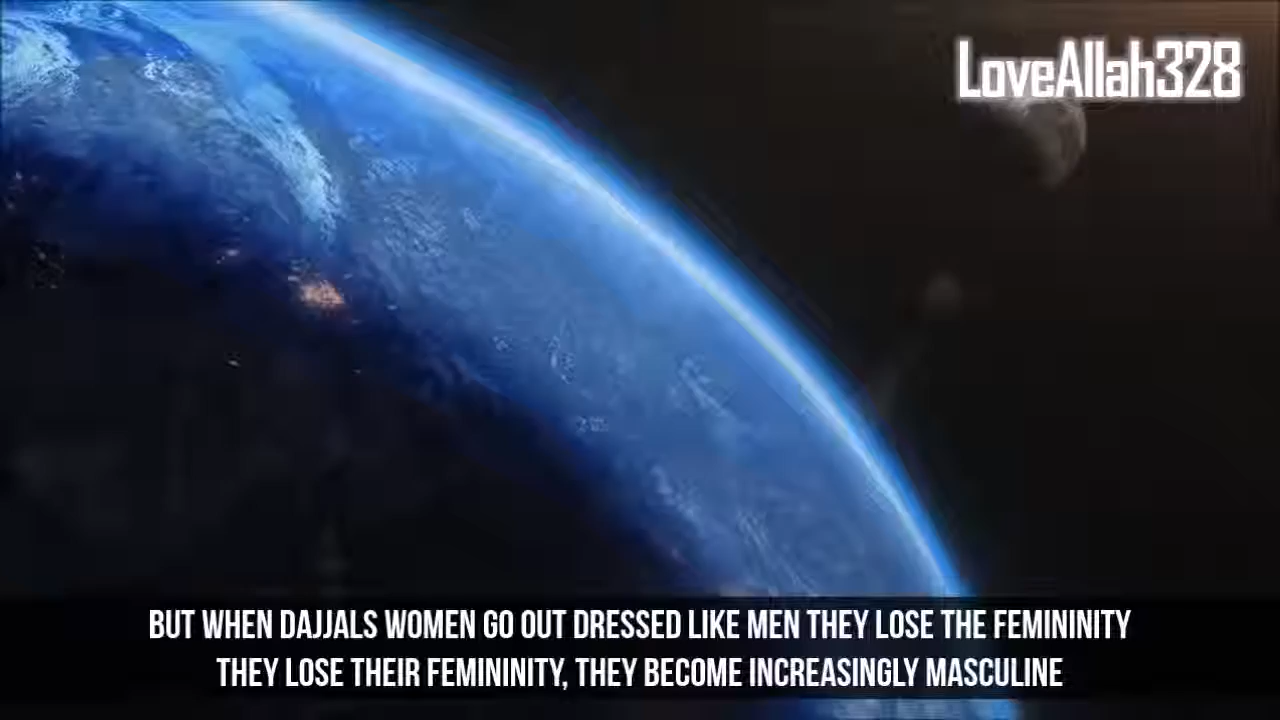 LoveAllah328
BUT WHEN DAJJALS WOMEN GO OUT DRESSED LIKE MEN THEY LOSE THE FEMININITY
THEY LOSE THEIR FEMININITY, THEY BECOME INCREASINGLY MASCULINE